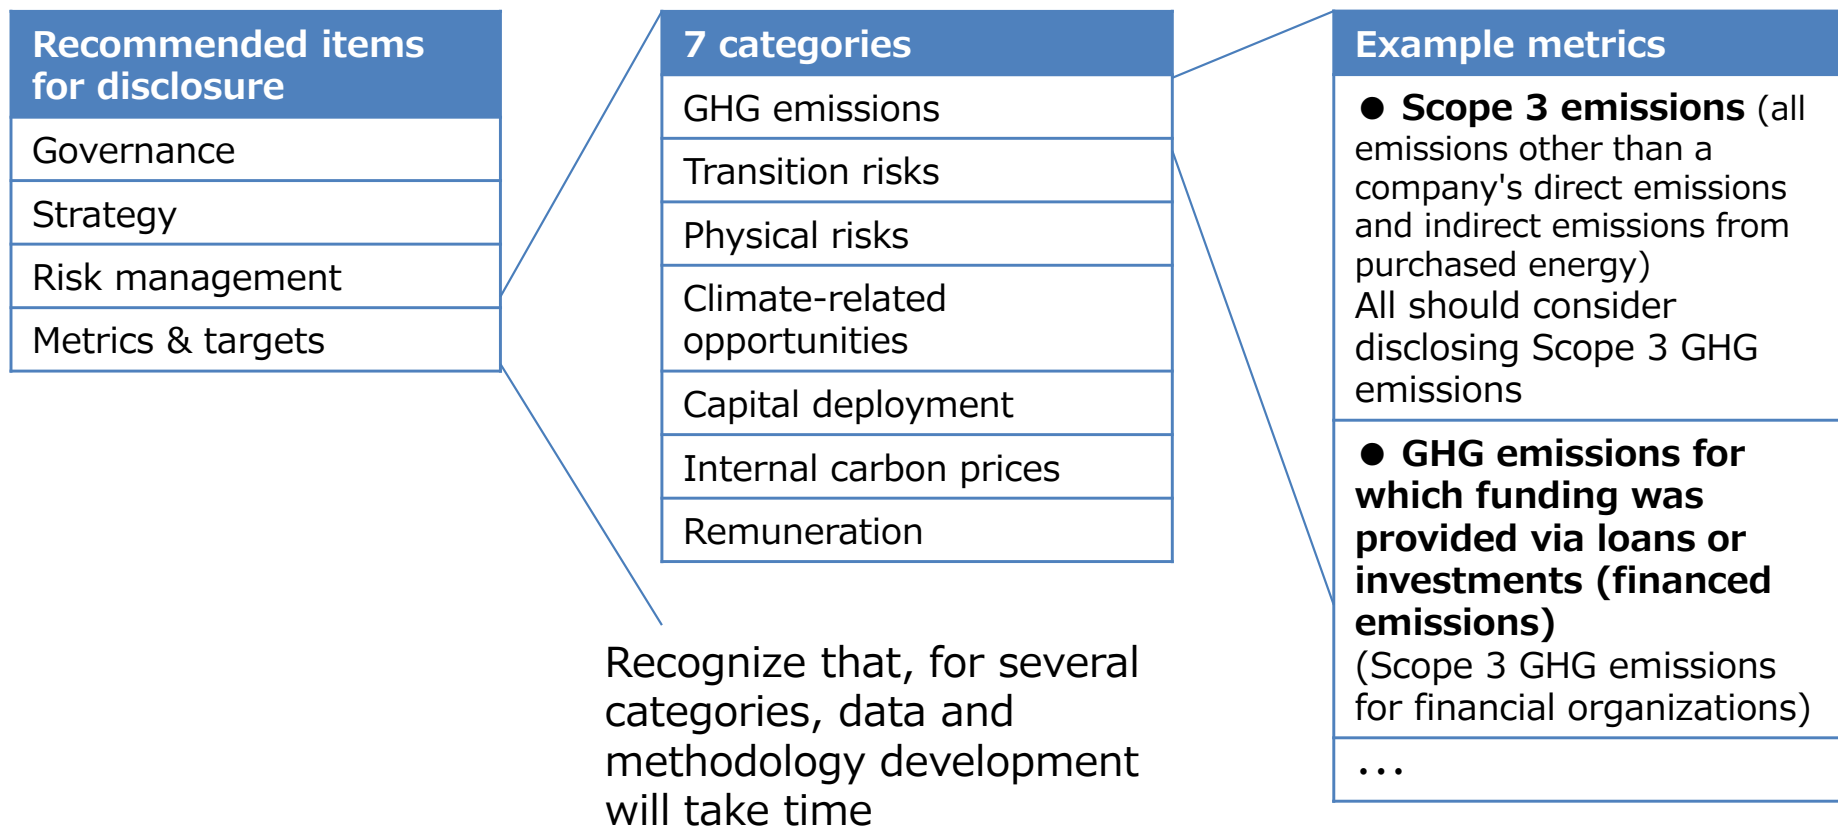 Recommended items
for disclosure
Governance
Strategy
Risk management
Metrics & targets
7 categories
GHG emissions
Transition risks
Physical risks
Climate-related
opportunities
Capital deployment
Internal carbon prices
Remuneration
Recognize that, for several
categories, data and
methodology development
will take time
Example metrics
● Scope 3 emissions (all
emissions other than a
company's direct emissions
and indirect emissions from
purchased energy)
All should consider
disclosing Scope 3 GHG
emissions
● GHG emissions for
which funding was
provided via loans or
investments (financed
emissions)
(Scope 3 GHG emissions
for financial organizations)
･･･